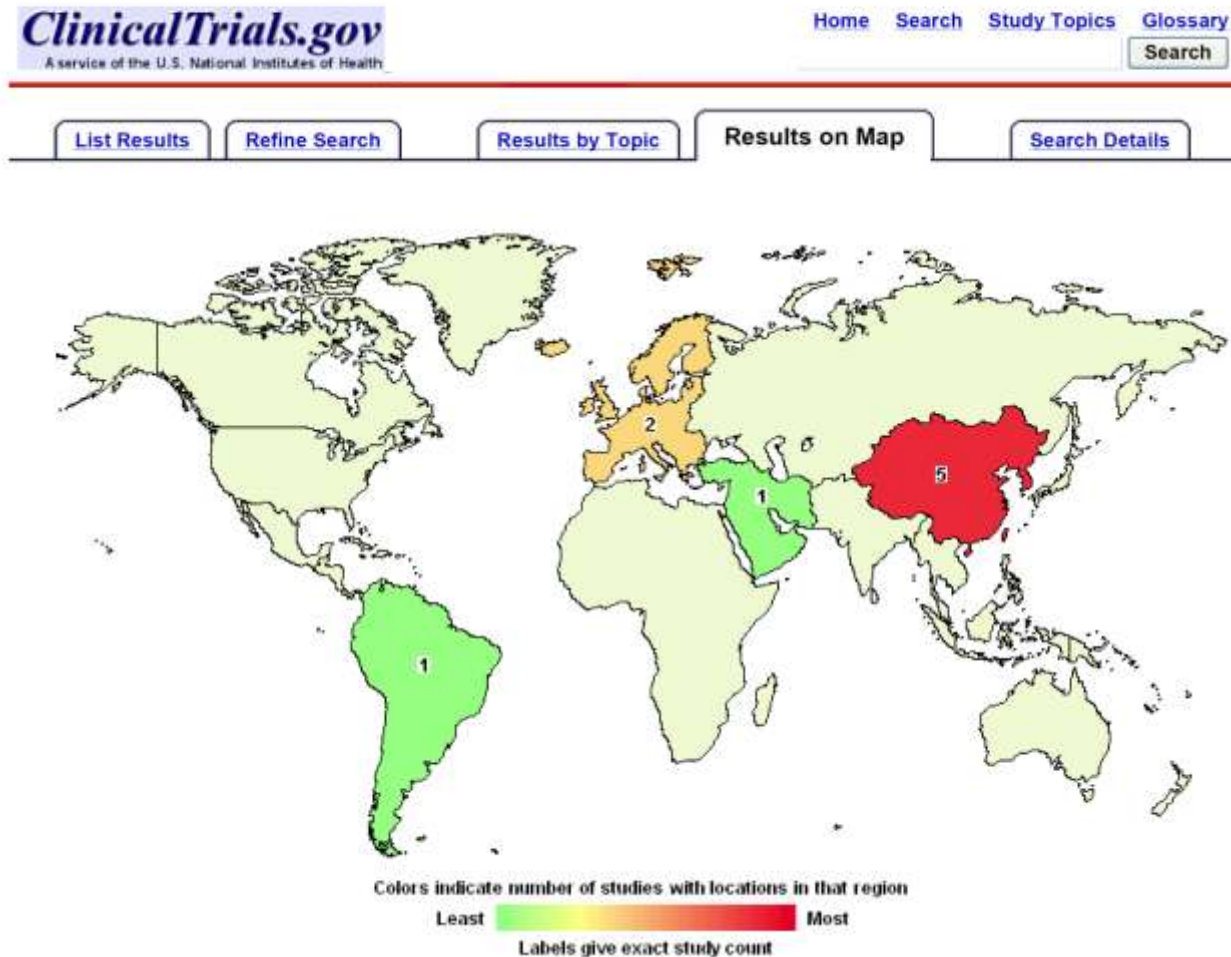 ClinicalTrials.gov
A service of the U.S. National Institutes of Health
Home Search Study Topics Glossary
Search
List Results Refine Search Results by Topic Results on Map Search Details
2
5
1
1
Colors indicate number of studies with locations in that region
Least Most
Labels give exact study count